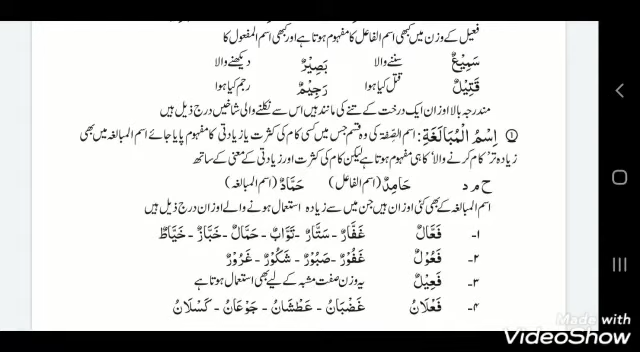 فعیل کے وزن میں کبھی اسم الفاعل کا مفہوم ہوتا ہے اور کبھی اسم المفعول کا
سَمِیْعٌ سننے والا بَصِیْرٌ دیکھنے والا
قَتِیْلٌ قتل کیا ہوا رَجِیْمٌ رجم کیا ہوا
مندرجہ بالا اوزان ایک درخت کے تنے کی مانند ہیں اس سے نکلنے والی شاخیں درج ذیل ہیں
① اِسْمُ الْمُبَالَغَةِ: اسم الصّفۃ کی وہ قسم جس میں کسی کام کی کثرت یا زیادتی کا مفہوم پایا جائے اسم المبالغہ میں بھی
زیادہ تر ’کام کرنے والا‘ کا ہی مفہوم ہوتا ہے لیکن کام کی کثرت اور زیادتی کے معنی کے ساتھ
ح م د حَامِدٌ (اسم الفاعل) حَمَّادٌ (اسم المبالغہ)
اسم المبالغہ کے بھی کئی اوزان ہیں جن میں سے زیادہ استعمال ہونے والے اوزان درج ذیل ہیں
۱- فَعَّالٌ غَفَّارٌ - سَتَّارٌ - تَوَّابٌ - حَمَّالٌ - خَبَّازٌ - خَیَّاطٌ
۲- فَعُوْلٌ غَفُوْرٌ - صَبُوْرٌ - شَكُوْرٌ - غَرُوْرٌ
۳- فَعِیْلٌ یہ وزن صفت مشبہ کے لیے بھی استعمال ہوتا ہے
۴- فَعْلَانُ غَضْبَانُ - عَطْشَانُ - جَوْعَانُ - كَسْلَانُ
Made with
VideoShow